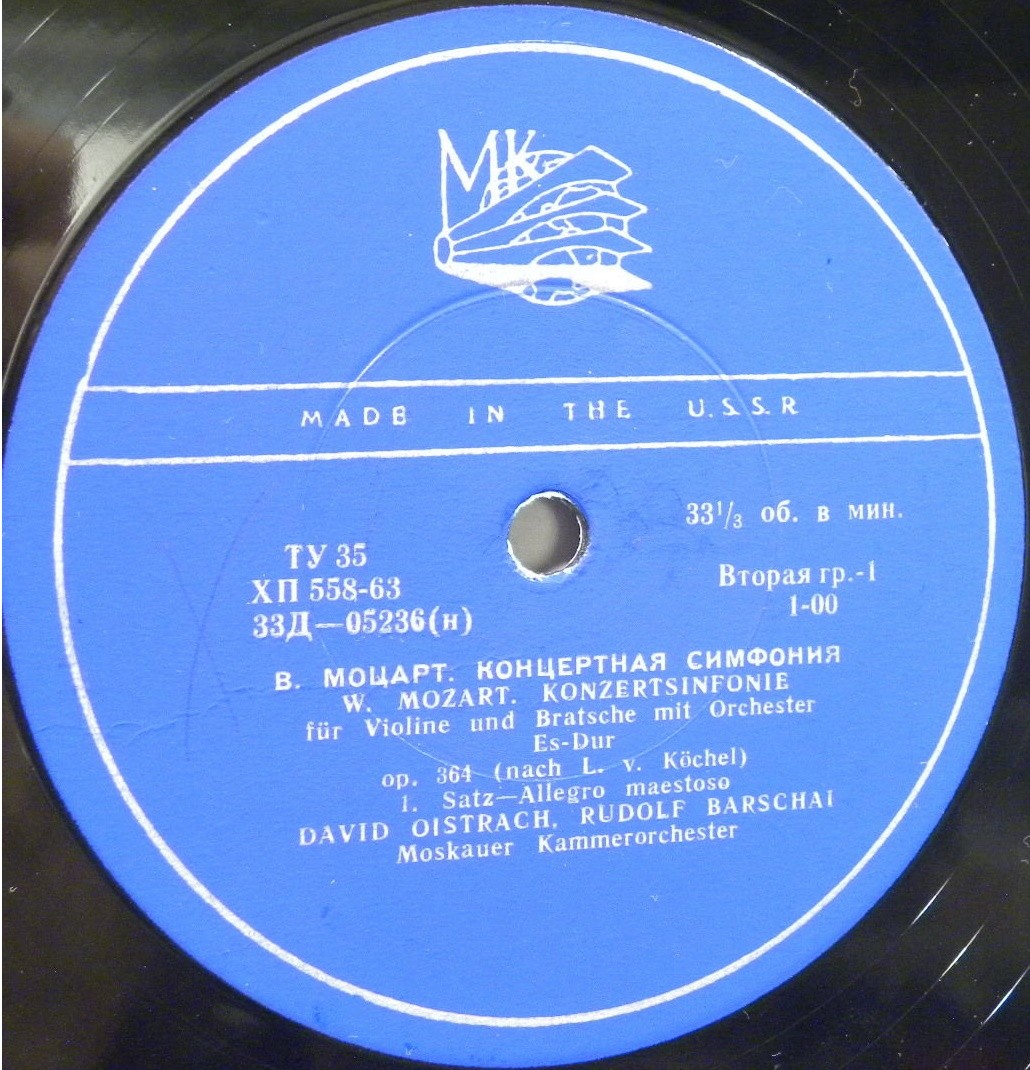 МК
MADE IN THE U.S.S.R
33¹/₃ об. в мин.
ТУ 35
ХП 558-63
33Д—05236(н)
Вторая гр.-1
1-00
В. МОЦАРТ. КОНЦЕРТНАЯ СИМФОНИЯ
W. MOZART. KONZERTSINFONIE
für Violine und Bratsche mit Orchester
Es-Dur
op. 364 (nach L. v. Köchel)
1. Satz—Allegro maestoso
DAVID OISTRACH, RUDOLF BARSCHAI
Moskauer Kammerorchester